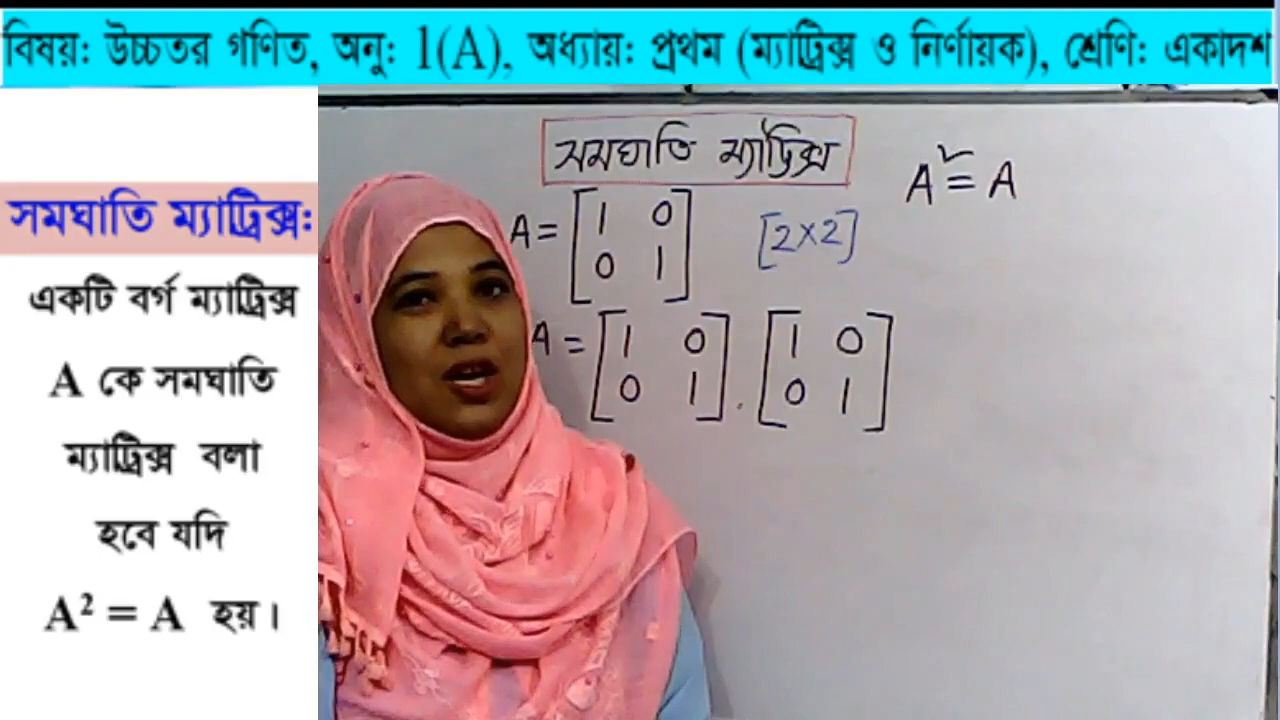 বিষয়: উচ্চতর গণিত, অনু: 1(A), অধ্যায়: প্রথম (ম্যাট্রিক্স ও নির্ণায়ক), শ্রেণি: একাদশ
সমঘাতি ম্যাট্রিক্স:
একটি বর্গ ম্যাট্রিক্স
A কে সমঘাতি
ম্যাট্রিক্স বলা
হবে যদি
A² = A হয়।
সমঘাতি ম্যাট্রিক্স
A² = A
A = [1 0
0 1]
[2×2]
A = [1 0
0 1] . [1 0
0 1]